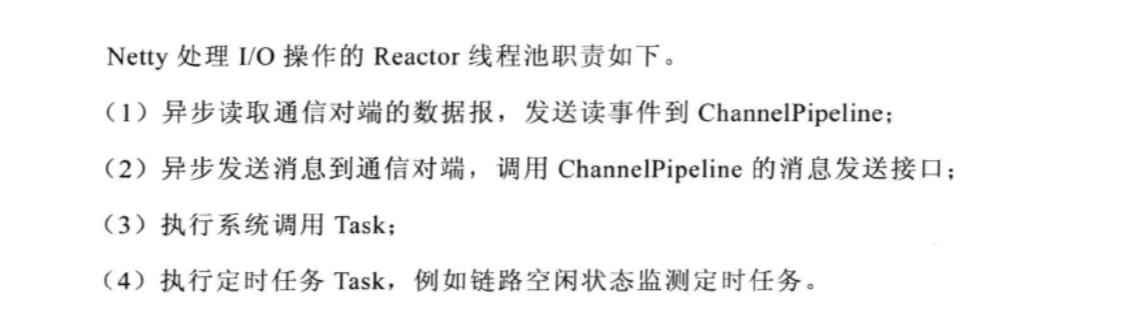 Netty 处理 I/O 操作的 Reactor 线程池职责如下。
（1）异步读取通信对端的数据报，发送读事件到 ChannelPipeline；
（2）异步发送消息到通信对端，调用 ChannelPipeline 的消息发送接口；
（3）执行系统调用 Task；
（4）执行定时任务 Task，例如链路空闲状态监测定时任务。